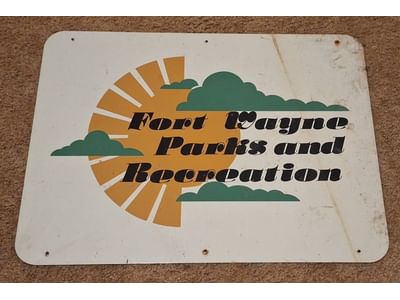 Fort Wayne
Parks and
Recreation